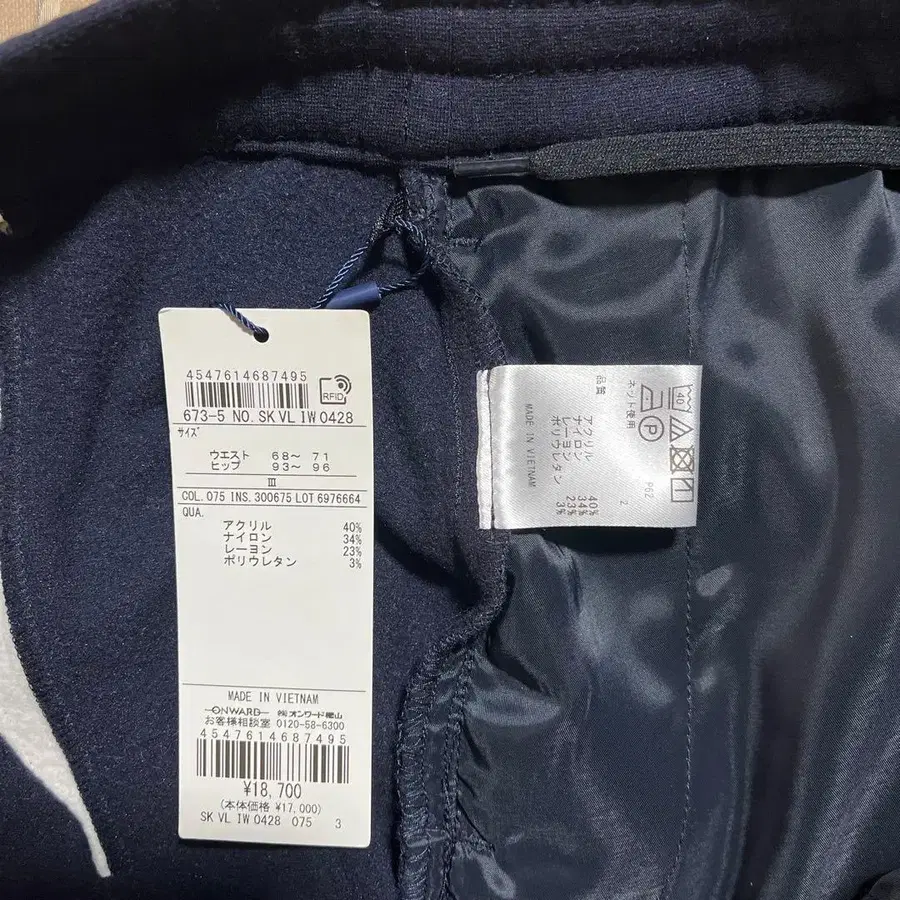 4547614687495
RFID
673-5 NO. SK VL IW 0428
サイズ
ウエスト 68～ 71
ヒップ 93～ 96
Ⅲ
COL. 075 INS. 300675 LOT 6976664
QUA.
アクリル 40%
ナイロン 34%
レーヨン 23%
ポリウレタン 3%
MADE IN VIETNAM
ONWARD ㈱オンワード樫山
お客様相談室 0120-58-6300
4547614687495
¥18,700
(本体価格 ¥17,000)
SK VL IW 0428 075 3
40
P
ネット使用
P62
2
品質
アクリル 40%
ナイロン 34%
レーヨン 23%
ポリウレタン 3%
MADE IN VIETNAM